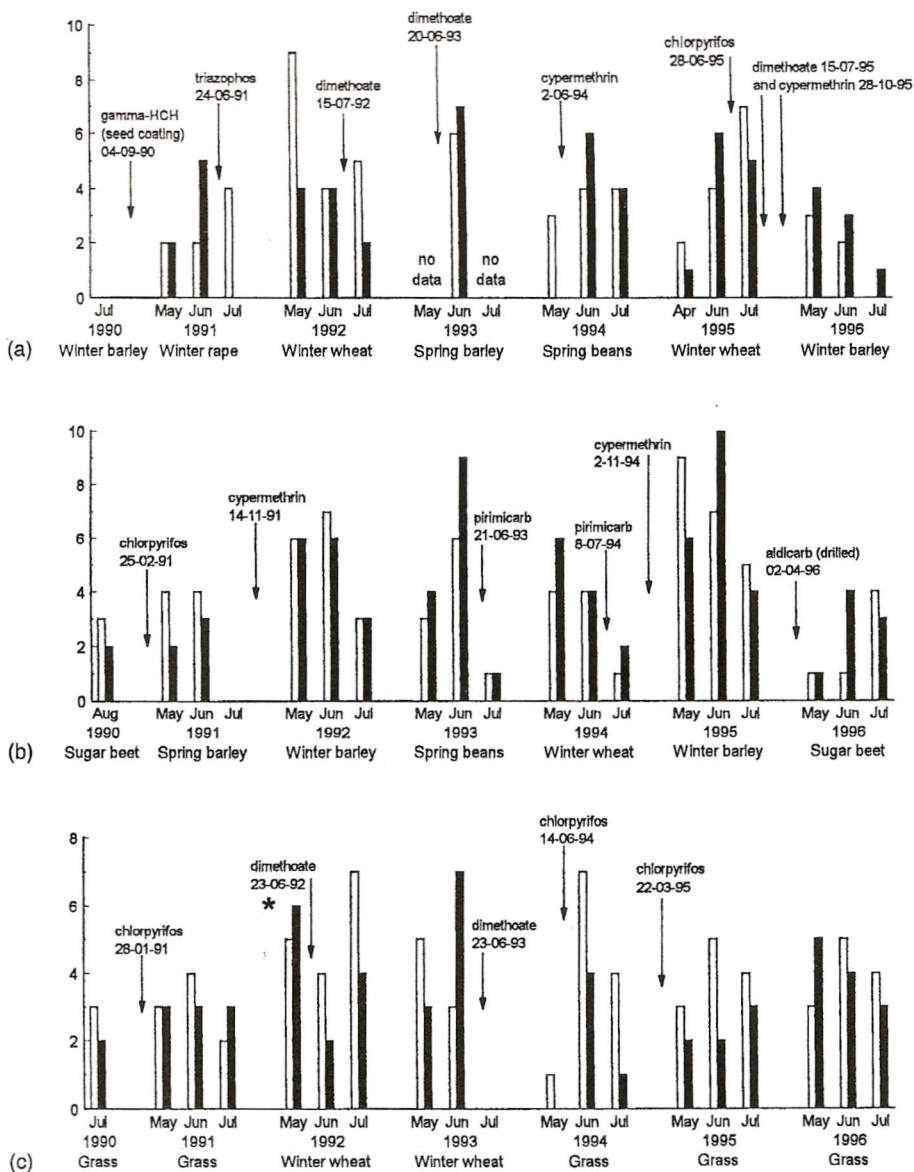 dimethoate
20-06-93
chlorpyrifos
28-06-95
triazophos
24-06-91
dimethoate
15-07-92
cypermethrin
2-06-94
dimethoate 15-07-95
and cypermethrin 28-10-95
gamma-HCH
(seed coating)
04-09-90
10
8
6
4
2
0
no
data
no
data
Jul May Jun Jul May Jun Jul May Jun Jul May Jun Jul Apr Jun Jul May Jun Jul
1990 1991 1992 1993 1994 1995 1996
(a) Winter barley Winter rape Winter wheat Spring barley Spring beans Winter wheat Winter barley
cypermethrin
2-11-94
cypermethrin
14-11-91
pirimicarb
21-06-93
pirimicarb
8-07-94
chlorpyrifos
25-02-91
aldicarb (drilled)
02-04-96
10
8
6
4
2
0
Aug May Jun Jul May Jun Jul May Jun Jul May Jun Jul May Jun Jul May Jun Jul
1990 1991 1992 1993 1994 1995 1996
(b) Sugar beet Spring barley Winter barley Spring beans Winter wheat Winter barley Sugar beet
chlorpyrifos
14-06-94
dimethoate
23-06-92
chlorpyrifos
22-03-95
*
chlorpyrifos
28-01-91
dimethoate
23-06-93
8
6
4
2
0
Jul May Jun Jul May Jun Jul May Jun Jul May Jun Jul May Jun Jul May Jun Jul
1990 1991 1992 1993 1994 1995 1996
(c) Grass Grass Winter wheat Winter wheat Grass Grass Grass